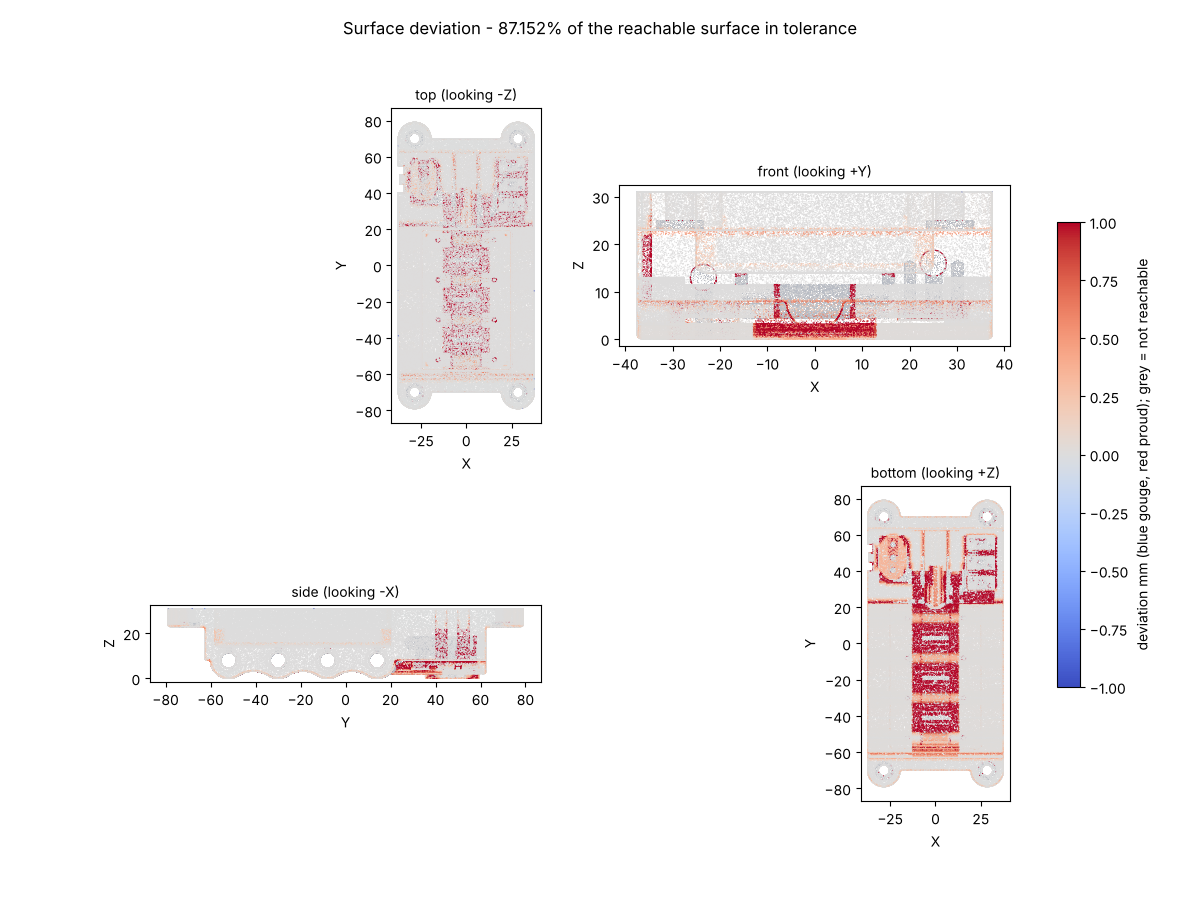 Surface deviation - 87.152% of the reachable surface in tolerance
top (looking -Z)
80
60
40
20
0
−20
−40
−60
−80
Y
−25 0 25
X
front (looking +Y)
30
20
10
0
Z
−40 −30 −20 −10 0 10 20 30 40
X
1.00
0.75
0.50
0.25
0.00
−0.25
−0.50
−0.75
−1.00
deviation mm (blue gouge, red proud); grey = not reachable
side (looking -X)
20
0
Z
−80 −60 −40 −20 0 20 40 60 80
Y
bottom (looking +Z)
80
60
40
20
0
−20
−40
−60
−80
Y
−25 0 25
X